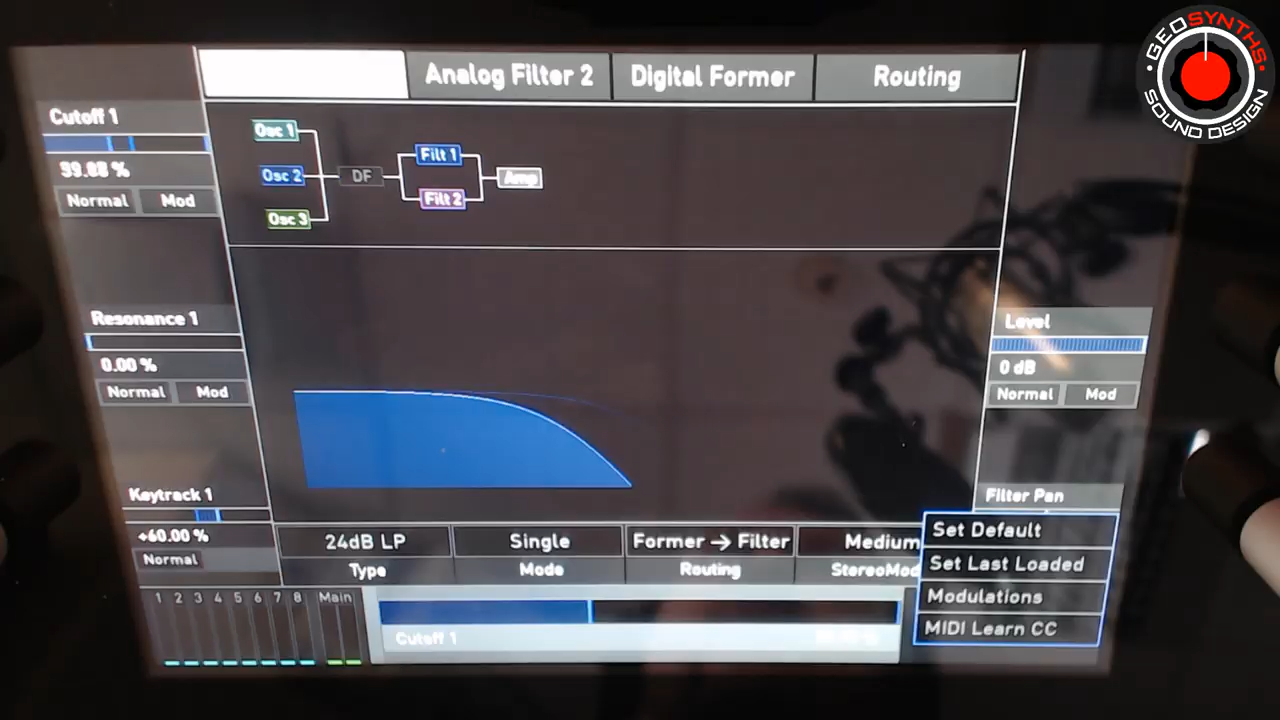 GEOSYNTHS
SOUND DESIGN
Analog Filter 2
Digital Former
Routing
Cutoff 1
Normal
Mod
Osc 1
Osc 2
Osc 3
DF
Filt 1
Filt 2
Amp
Resonance 1
0.00 %
Normal
Mod
Level
0 dB
Normal
Mod
Keytrack 1
+60.00 %
Normal
Filter Pan
24dB LP
Single
Former → Filter
Medium
Type
Mode
Routing
StereoMod
Set Default
Set Last Loaded
Modulations
MIDI Learn CC
1 2 3 4 5 6 7 8 Main
Cutoff 1